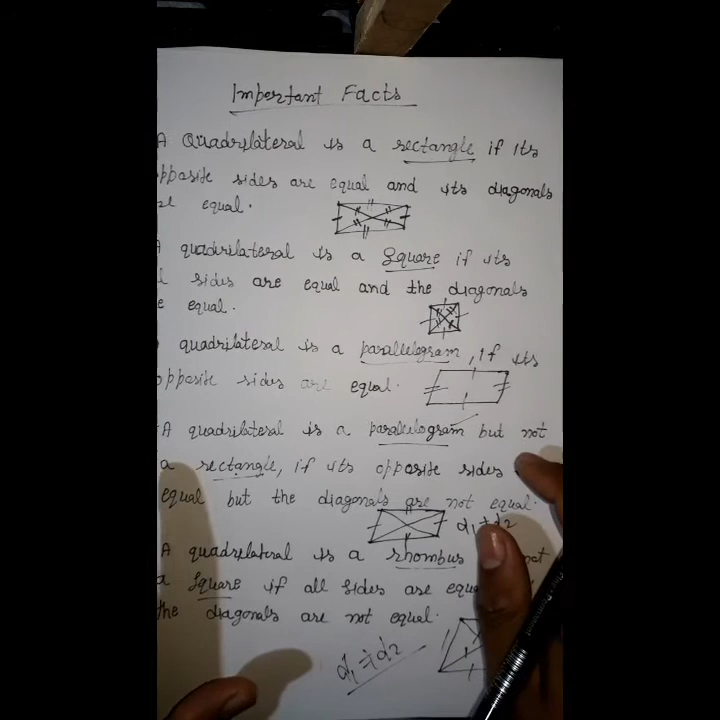 Important Facts
A Quadrilateral is a rectangle if its
opposite sides are equal and its diagonals
equal.
A quadrilateral is a Square if its
sides are equal and the diagonals
equal.
quadrilateral is a parallelogram, if its
opposite sides are equal.
A quadrilateral is a parallelogram but not
a rectangle, if its opposite sides
equal but the diagonals are not equal.
d1 ≠ d2
A quadrilateral is a rhombus not
a Square if all sides are
the diagonals are not equal.
d1 ≠ d2